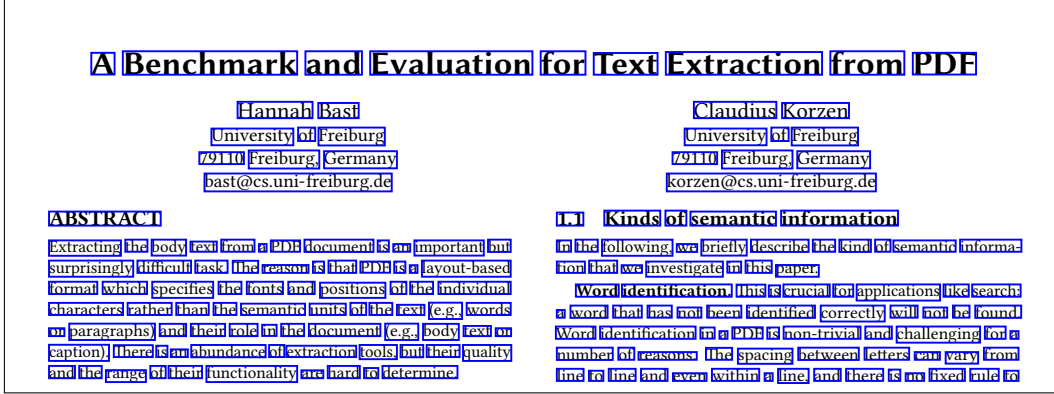 A Benchmark and Evaluation for Text Extraction from PDF
Hannah Bast
University of Freiburg
79110 Freiburg, Germany
bast@cs.uni-freiburg.de
Claudius Korzen
University of Freiburg
79110 Freiburg, Germany
korzen@cs.uni-freiburg.de
ABSTRACT
Extracting the body text from a PDF document is an important but
surprisingly difficult task. The reason is that PDF is a layout-based
format which specifies the fonts and positions of the individual
characters rather than the semantic units of the text (e.g., words
or paragraphs) and their role in the document (e.g., body text or
caption). There is an abundance of extraction tools, but their quality
and the range of their functionality are hard to determine.
1.1 Kinds of semantic information
In the following, we briefly describe the kind of semantic informa-
tion that we investigate in this paper.
Word identification. This is crucial for applications like search:
a word that has not been identified correctly will not be found.
Word identification in a PDF is non-trivial and challenging for a
number of reasons. The spacing between letters can vary from
line to line and even within a line, and there is no fixed rule to